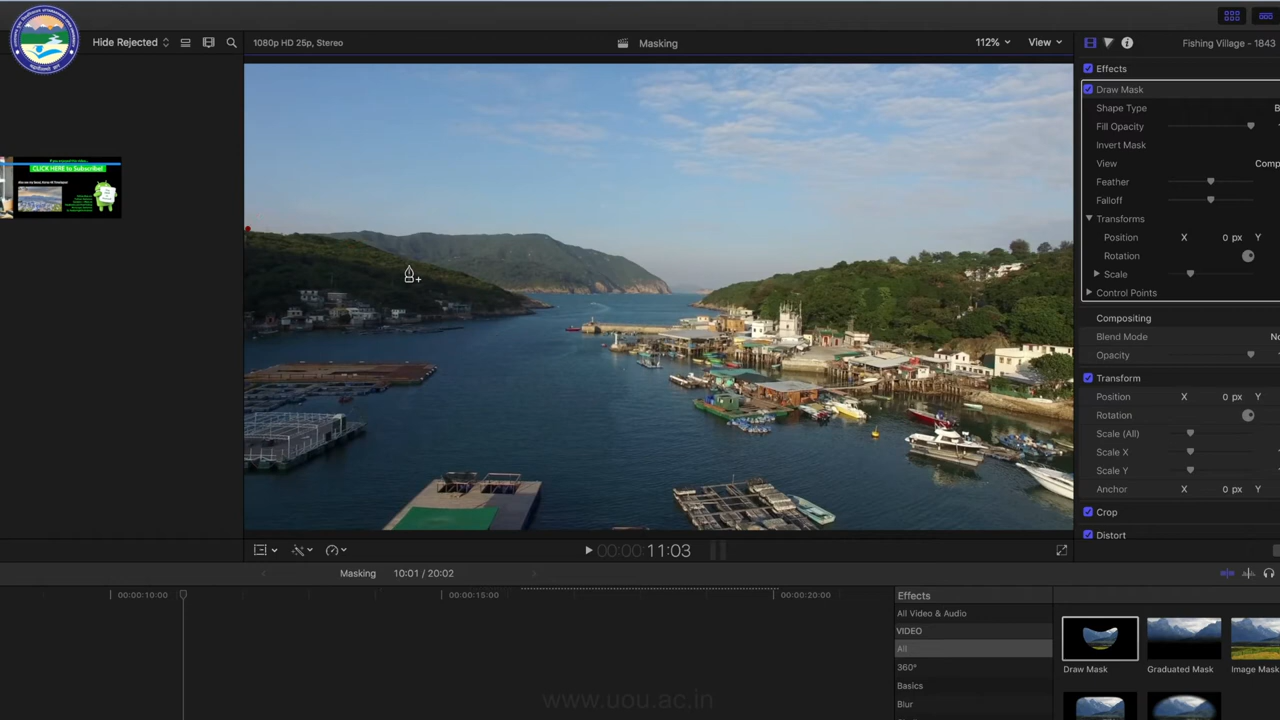 Hide Rejected
1080p HD 25p, Stereo
Masking
112%
View
Fishing Village - 1843
CLICK HERE to Subscribe!
Effects
Draw Mask
Shape Type
B
Fill Opacity
Invert Mask
View
Comp
Feather
Falloff
Transforms
Position X 0 px Y
Rotation
Scale
Control Points
Compositing
Blend Mode
No
Opacity
Transform
Position X 0 px Y
Rotation
Scale (All)
Scale X
Scale Y
Anchor X 0 px Y
Crop
Distort
00:00:11:03
Masking
10:01 / 20:02
00:00:10:00
00:00:15:00
00:00:20:00
Effects
All Video & Audio
VIDEO
All
360°
Basics
Blur
Draw Mask
Graduated Mask
Image Mask
www.uou.ac.in